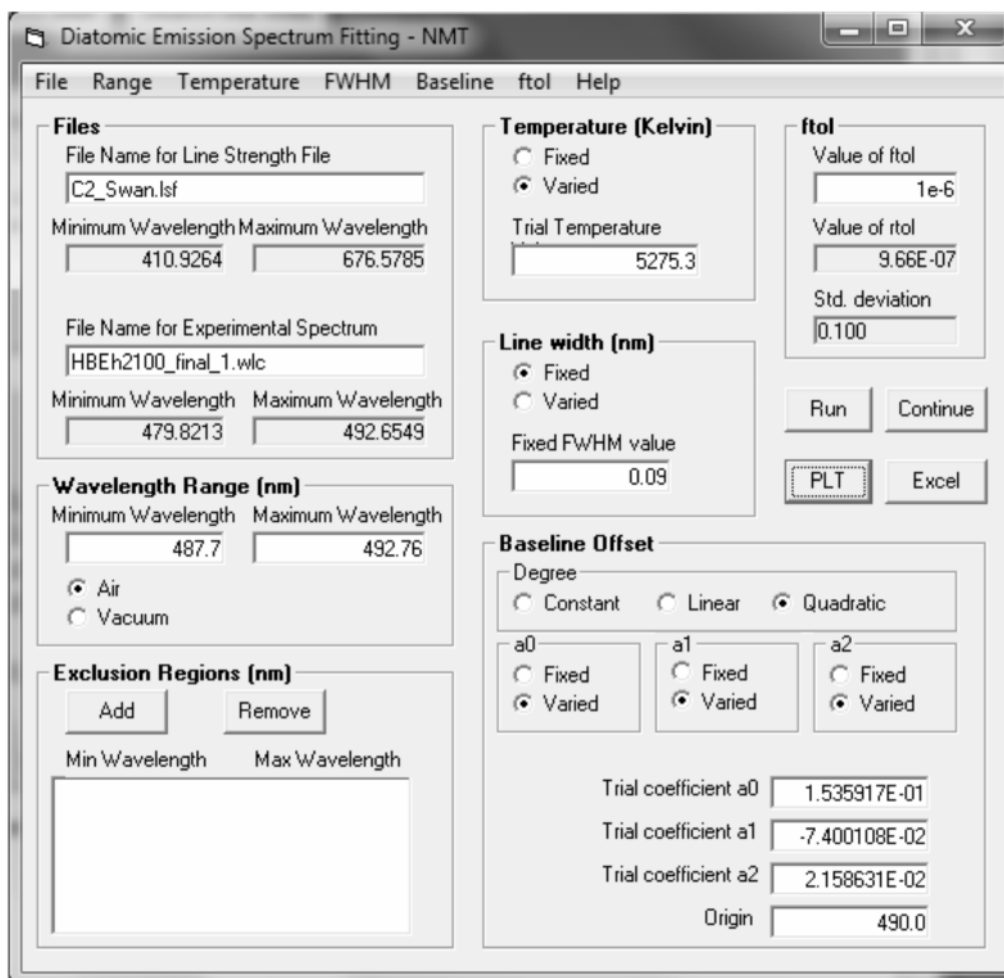 Diatomic Emission Spectrum Fitting - NMT
File Range Temperature FWHM Baseline ftol Help
Files
File Name for Line Strength File
C2_Swan.lsf
Minimum Wavelength Maximum Wavelength
410.9264 676.5785
File Name for Experimental Spectrum
HBEh2100_final_1.wlc
Minimum Wavelength Maximum Wavelength
479.8213 492.6549
Wavelength Range (nm)
Minimum Wavelength Maximum Wavelength
487.7 492.76
Air
Vacuum
Exclusion Regions (nm)
Add Remove
Min Wavelength Max Wavelength
Temperature (Kelvin)
Fixed
Varied
Trial Temperature
5275.3
Line width (nm)
Fixed
Varied
Fixed FWHM value
0.09
ftol
Value of ftol
1e-6
Value of rtol
9.66E-07
Std. deviation
0.100
Run Continue
PLT Excel
Baseline Offset
Degree
Constant Linear Quadratic
a0 a1 a2
Fixed Fixed Fixed
Varied Varied Varied
Trial coefficient a0 1.535917E-01
Trial coefficient a1 -7.400108E-02
Trial coefficient a2 2.158631E-02
Origin 490.0